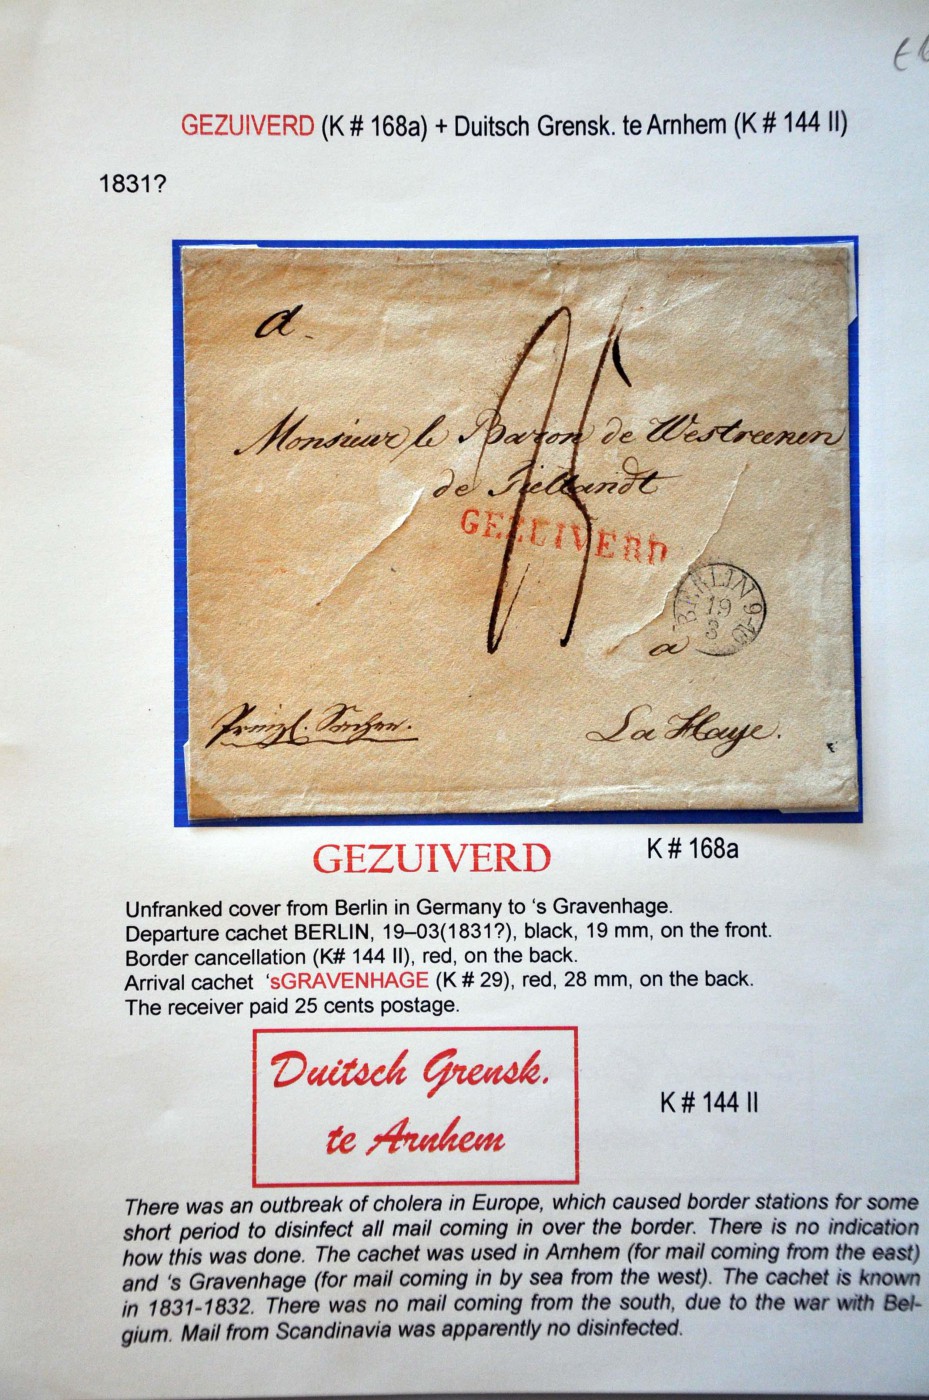 GEZUIVERD (K # 168a) + Duitsch Grensk. te Arnhem (K # 144 II)
1831?
a
Monsieur le Baron de Westreenen
de Tiellandt
GEZUIVERD
BERLIN 9-10
19
3
a
La Haye.
GEZUIVERD K # 168a
Unfranked cover from Berlin in Germany to ‘s Gravenhage.
Departure cachet BERLIN, 19–03(1831?), black, 19 mm, on the front.
Border cancellation (K# 144 II), red, on the back.
Arrival cachet ‘sGRAVENHAGE (K # 29), red, 28 mm, on the back.
The receiver paid 25 cents postage.
Duitsch Grensk.
te Arnhem
K # 144 II
There was an outbreak of cholera in Europe, which caused border stations for some
short period to disinfect all mail coming in over the border. There is no indication
how this was done. The cachet was used in Arnhem (for mail coming from the east)
and ‘s Gravenhage (for mail coming in by sea from the west). The cachet is known
in 1831-1832. There was no mail coming from the south, due to the war with Bel-
gium. Mail from Scandinavia was apparently no disinfected.